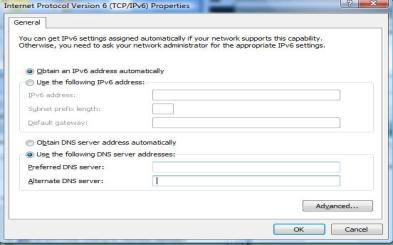 Internet Protocol Version 6 (TCP/IPv6) Properties
General
You can get IPv6 settings assigned automatically if your network supports this capability.
Otherwise, you need to ask your network administrator for the appropriate IPv6 settings.
Obtain an IPv6 address automatically
Use the following IPv6 address:
IPv6 address:
Subnet prefix length:
Default gateway:
Obtain DNS server address automatically
Use the following DNS server addresses:
Preferred DNS server:
Alternate DNS server:
Advanced...
OK Cancel